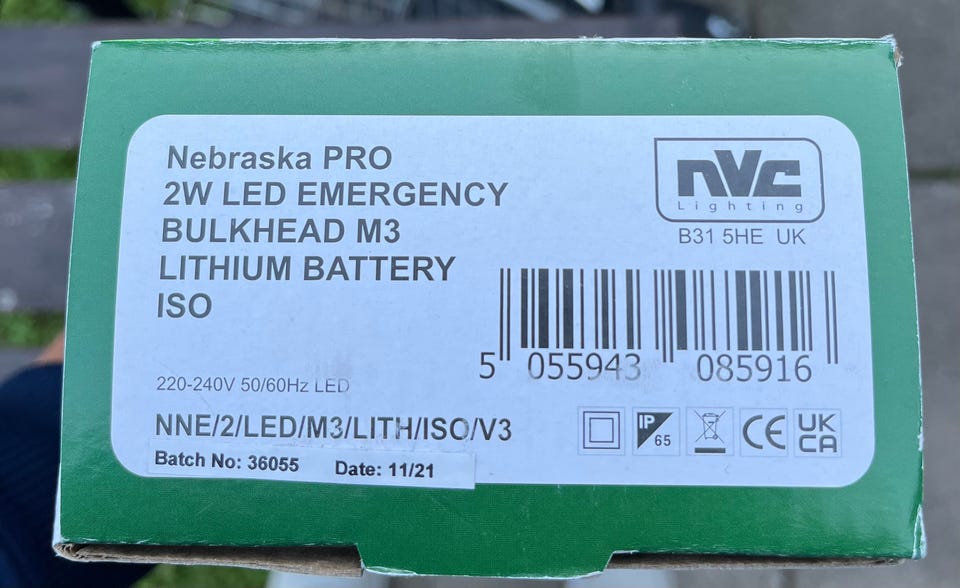 Nebraska PRO
2W LED EMERGENCY
BULKHEAD M3
LITHIUM BATTERY
ISO
nVc
Lighting
B31 5HE UK
5 055943 085916
220-240V 50/60Hz LED
NNE/2/LED/M3/LITH/ISO/V3
IP65
CE
UK
CA
Batch No: 36055 Date: 11/21